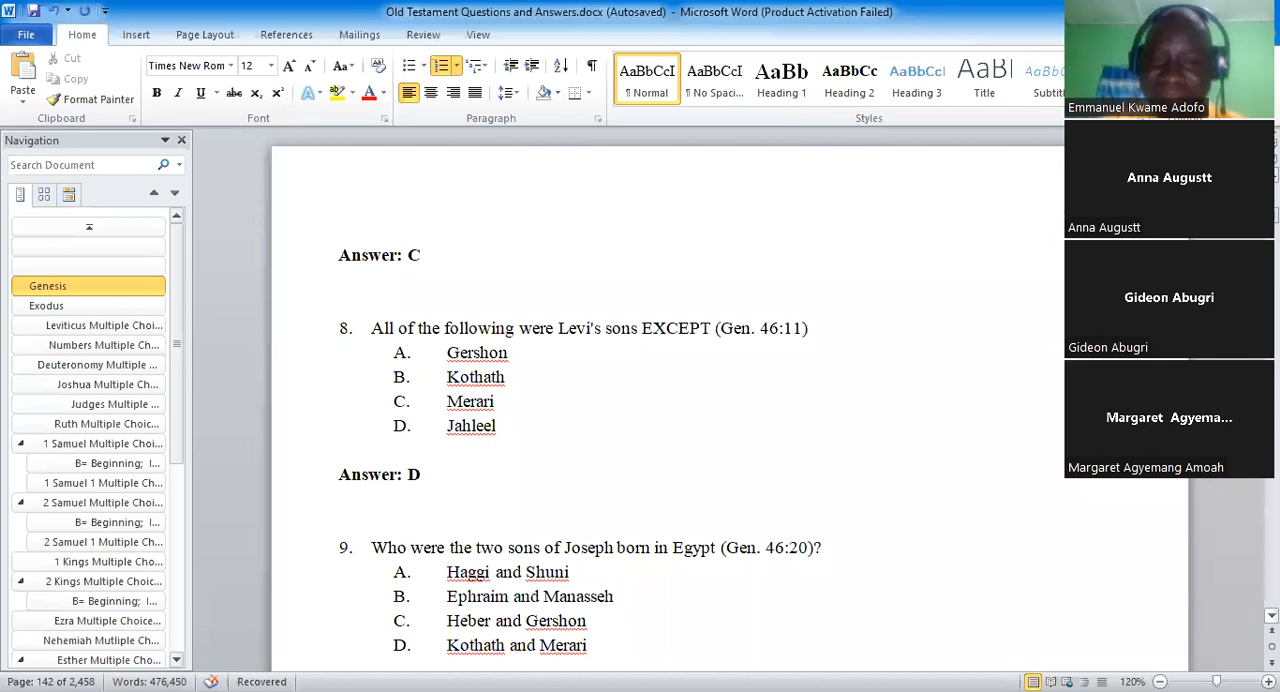 Old Testament Questions and Answers.docx (Autosaved) - Microsoft Word (Product Activation Failed)
File Home Insert Page Layout References Mailings Review View
Paste
Cut
Copy
Format Painter
Clipboard
Times New Rom 12
Font
Paragraph
AaBbCcI AaBbCcI AaBb AaBbCc AaBbCcI AaBl AaBbC
¶ Normal ¶ No Spaci... Heading 1 Heading 2 Heading 3 Title Subtitl
Styles
Navigation
Search Document
Genesis
Exodus
Leviticus Multiple Choi...
Numbers Multiple Ch...
Deuteronomy Multiple ...
Joshua Multiple Ch...
Judges Multiple ...
Ruth Multiple Choic...
1 Samuel Multiple Choi...
B= Beginning; I...
1 Samuel 1 Multiple Ch...
2 Samuel Multiple Choi...
B= Beginning; I...
2 Samuel 1 Multiple Ch...
1 Kings Multiple Choi...
2 Kings Multiple Choic...
B= Beginning; I...
Ezra Multiple Choice...
Nehemiah Mutliple Ch...
Esther Multiple Cho...
Answer: C
8. All of the following were Levi's sons EXCEPT (Gen. 46:11)
A. Gershon
B. Kothath
C. Merari
D. Jahleel
Answer: D
9. Who were the two sons of Joseph born in Egypt (Gen. 46:20)?
A. Haggi and Shuni
B. Ephraim and Manasseh
C. Heber and Gershon
D. Kothath and Merari
Emmanuel Kwame Adofo
Anna Augustt
Anna Augustt
Gideon Abugri
Gideon Abugri
Margaret Agyema...
Margaret Agyemang Amoah
Page: 142 of 2,458 Words: 476,450 Recovered 120%